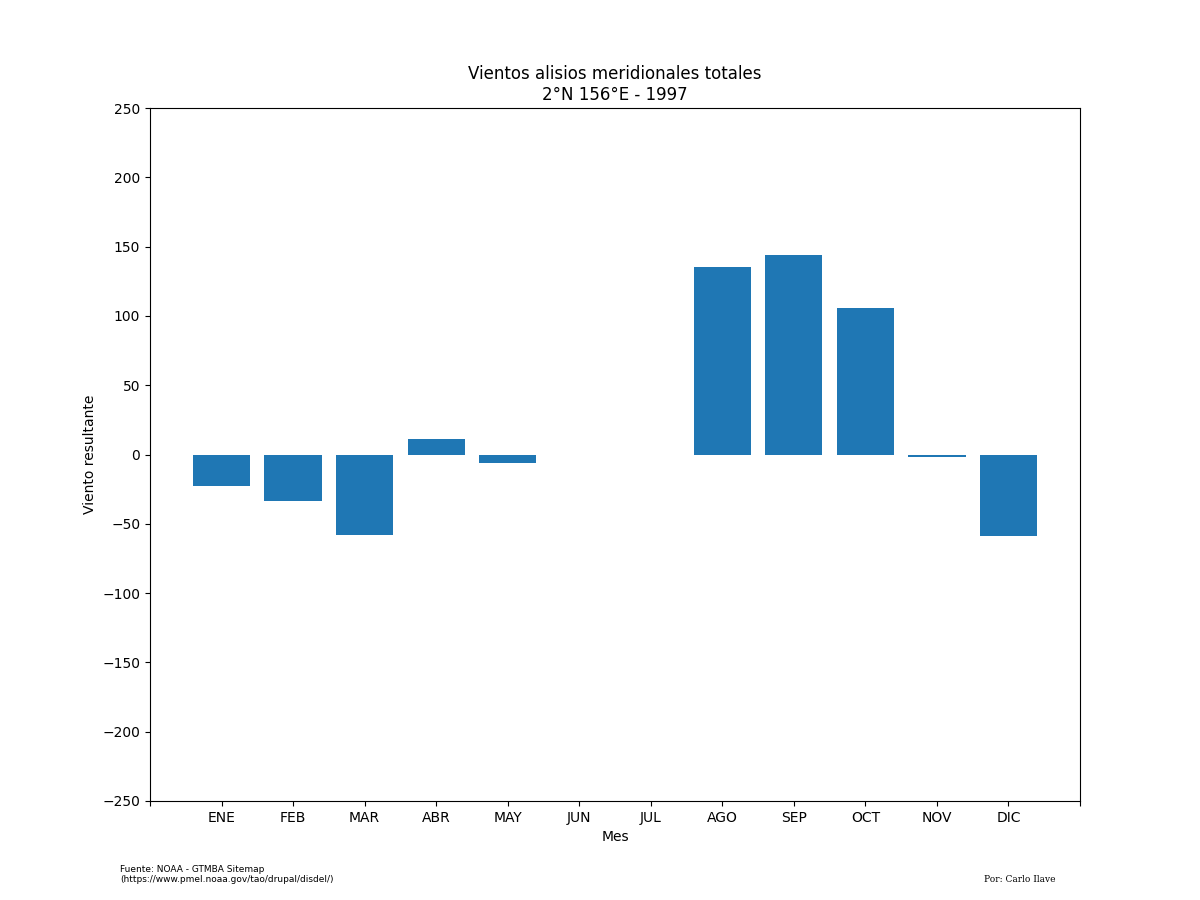 Vientos alisios meridionales totales
2°N 156°E - 1997
250
200
150
100
50
0
−50
−100
−150
−200
−250
Viento resultante
ENE FEB MAR ABR MAY JUN JUL AGO SEP OCT NOV DIC
Mes
Fuente: NOAA - GTMBA Sitemap
(https://www.pmel.noaa.gov/tao/drupal/disdel/)
Por: Carlo Ilave